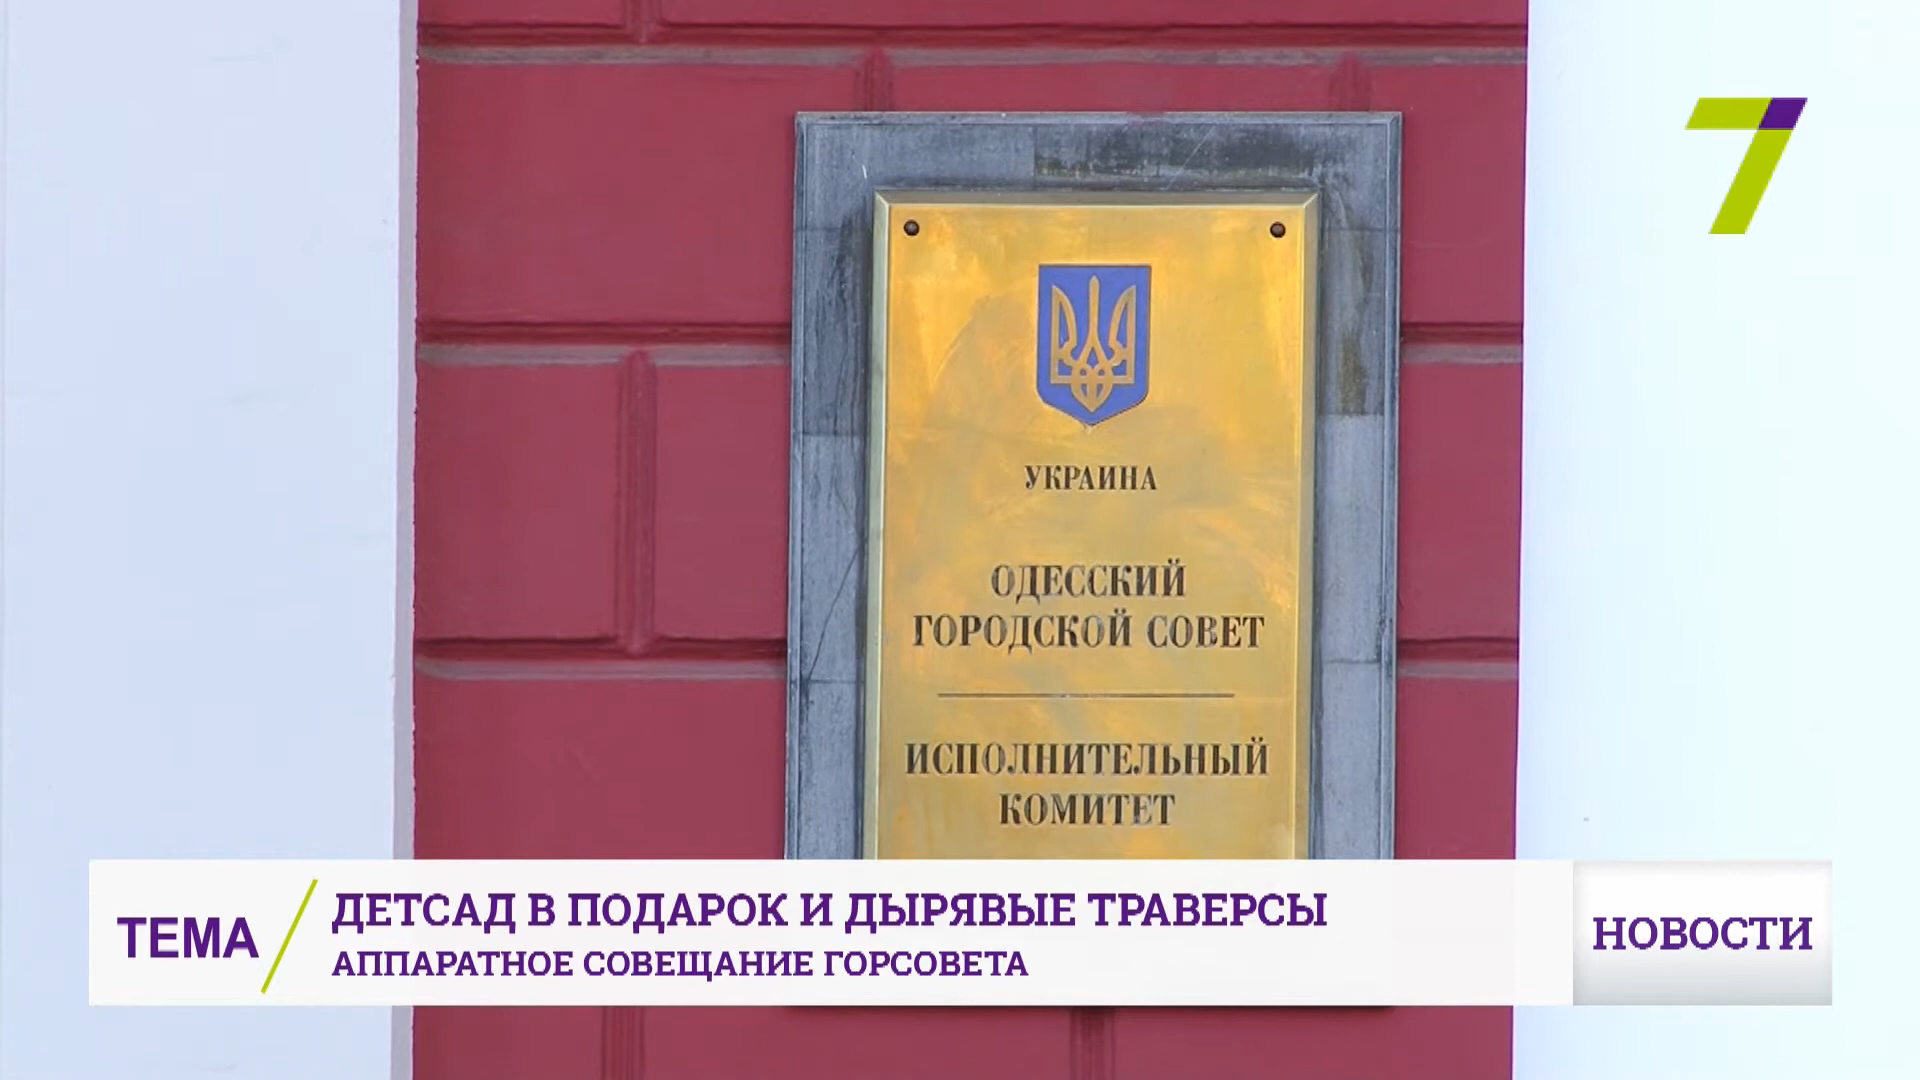 7
УКРАИНА
ОДЕССКИЙ
ГОРОДСКОЙ СОВЕТ
ИСПОЛНИТЕЛЬНЫЙ
КОМИТЕТ
ТЕМА
ДЕТСАД В ПОДАРОК И ДЫРЯВЫЕ ТРАВЕРСЫ
АППАРАТНОЕ СОВЕЩАНИЕ ГОРСОВЕТА
НОВОСТИ